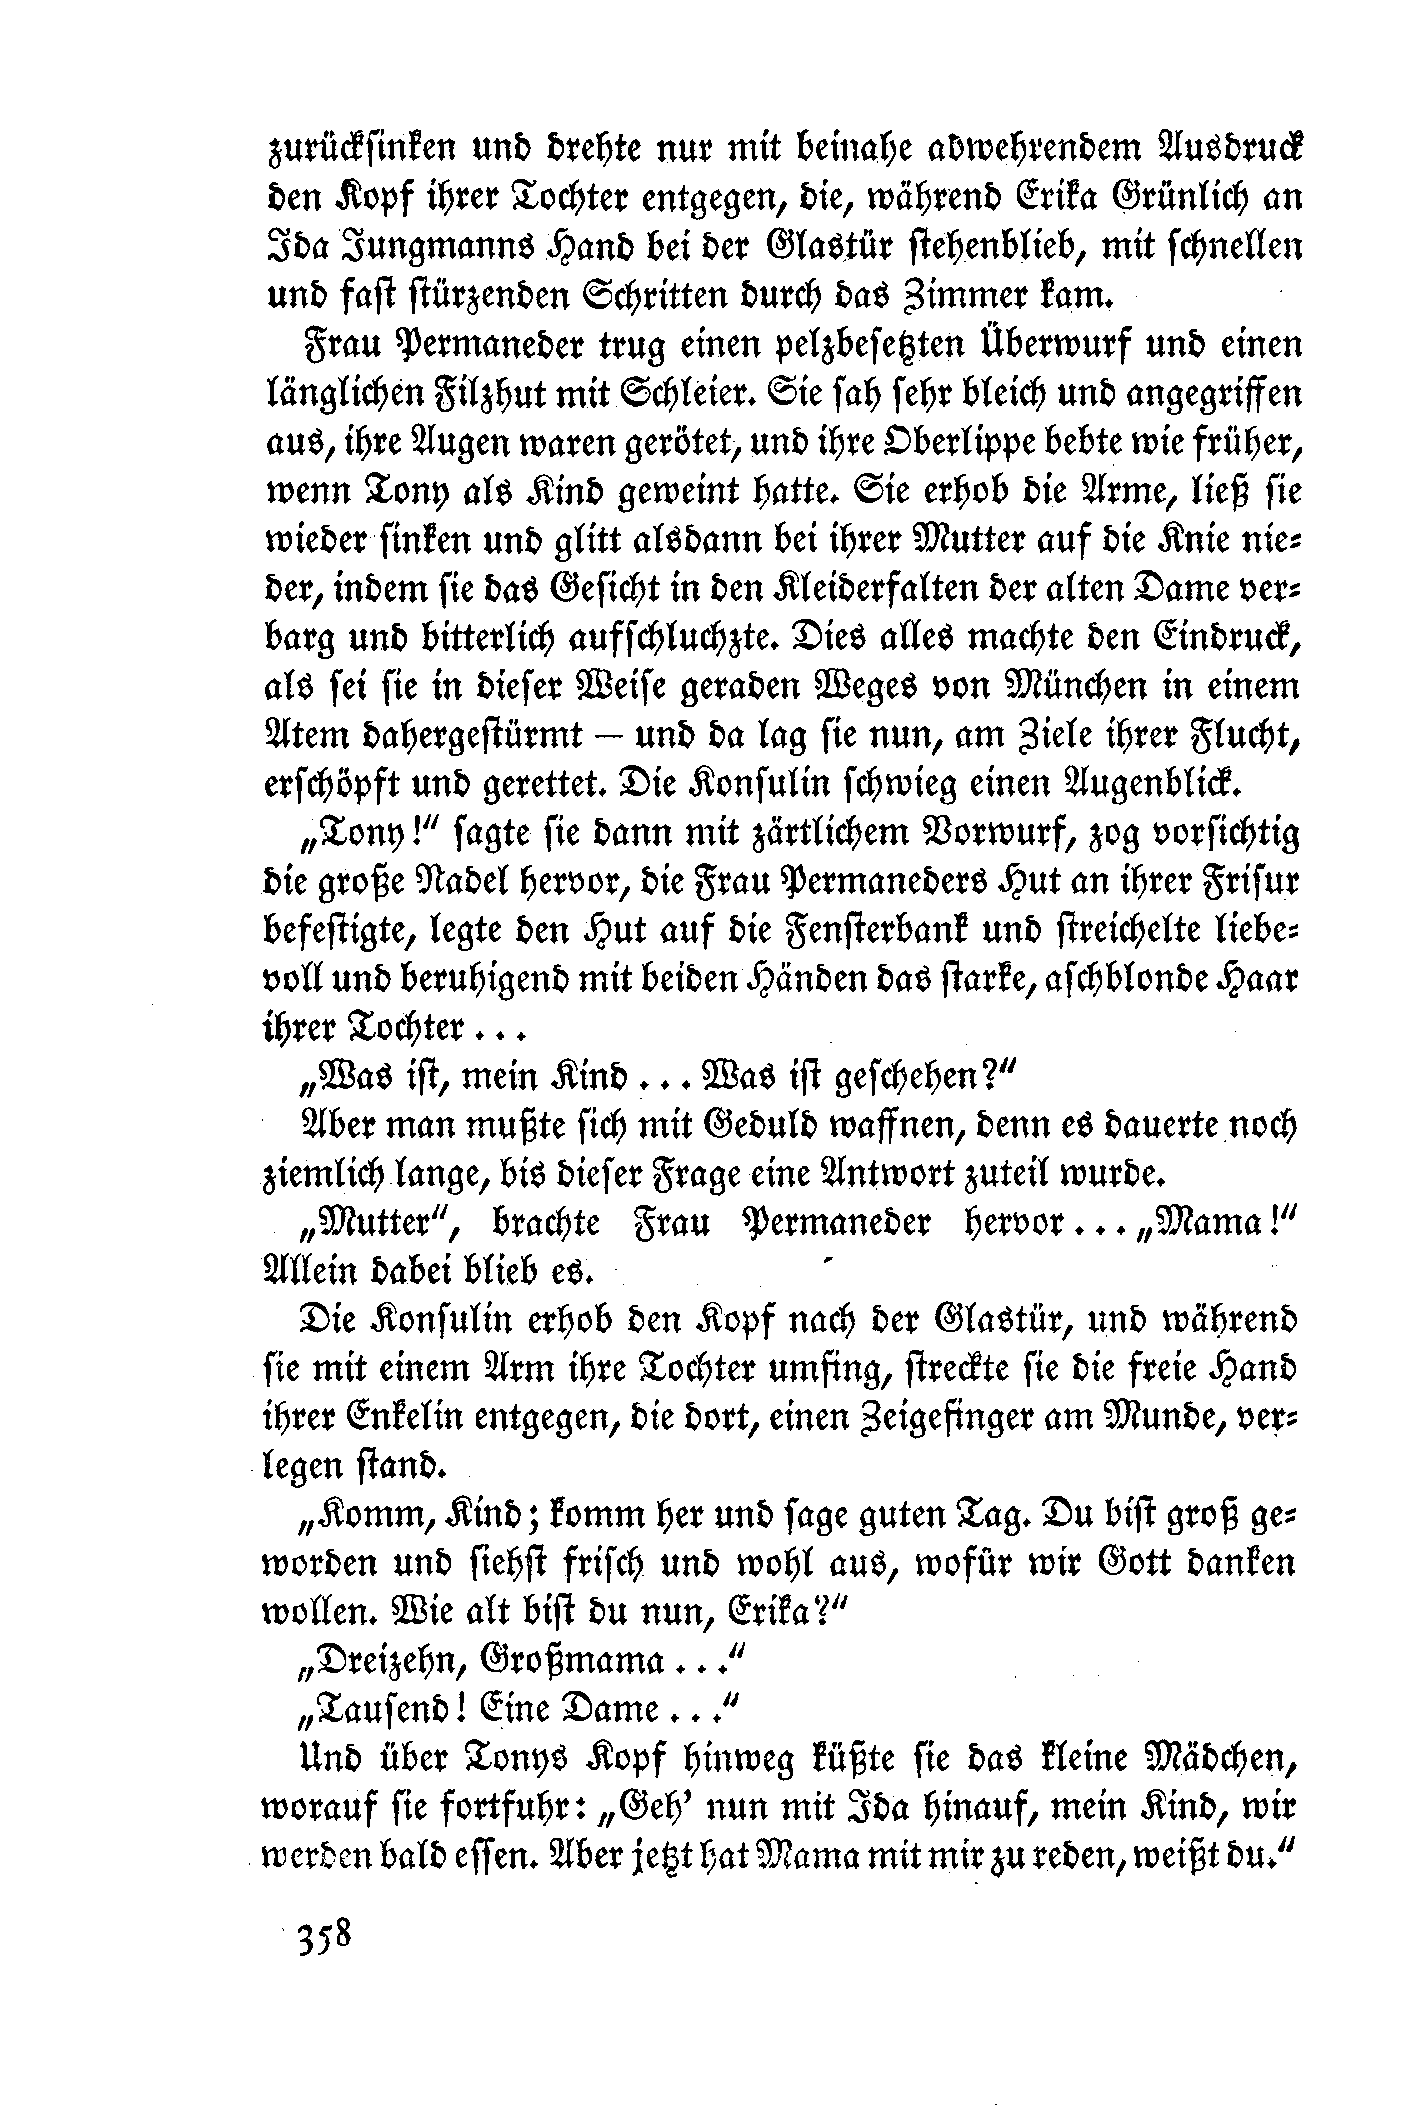 zurücksinken und drehte nur mit beinahe abwehrendem Ausdruck
den Kopf ihrer Tochter entgegen, die, während Erika Grünlich an
Ida Jungmanns Hand bei der Glastür stehenblieb, mit schnellen
und fast stürzenden Schritten durch das Zimmer kam.
Frau Permaneder trug einen pelzbesetzten Überwurf und einen
länglichen Filzhut mit Schleier. Sie sah sehr bleich und angegriffen
aus, ihre Augen waren gerötet, und ihre Oberlippe bebte wie früher,
wenn Tony als Kind geweint hatte. Sie erhob die Arme, ließ sie
wieder sinken und glitt alsdann bei ihrer Mutter auf die Knie nie-
der, indem sie das Gesicht in den Kleiderfalten der alten Dame ver-
barg und bitterlich aufschluchzte. Dies alles machte den Eindruck,
als sei sie in dieser Weise geraden Weges von München in einem
Atem dahergestürmt — und da lag sie nun, am Ziele ihrer Flucht,
erschöpft und gerettet. Die Konsulin schwieg einen Augenblick.
„Tony!“ sagte sie dann mit zärtlichem Vorwurf, zog vorsichtig
die große Nadel hervor, die Frau Permaneders Hut an ihrer Frisur
befestigte, legte den Hut auf die Fensterbank und streichelte liebe-
voll und beruhigend mit beiden Händen das starke, aschblonde Haar
ihrer Tochter . . .
„Was ist, mein Kind . . . Was ist geschehen?“
Aber man mußte sich mit Geduld waffnen, denn es dauerte noch
ziemlich lange, bis dieser Frage eine Antwort zuteil wurde.
„Mutter“, brachte Frau Permaneder hervor . . . „Mama!“
Allein dabei blieb es.
Die Konsulin erhob den Kopf nach der Glastür, und während
sie mit einem Arm ihre Tochter umfing, streckte sie die freie Hand
ihrer Enkelin entgegen, die dort, einen Zeigefinger am Munde, ver-
legen stand.
„Komm, Kind; komm her und sage guten Tag. Du bist groß ge-
worden und siehst frisch und wohl aus, wofür wir Gott danken
wollen. Wie alt bist du nun, Erika?“
„Dreizehn, Großmama . . .“
„Tausend! Eine Dame . . .“
Und über Tonys Kopf hinweg küßte sie das kleine Mädchen,
worauf sie fortfuhr: „Geh’ nun mit Ida hinauf, mein Kind, wir
werden bald essen. Aber jetzt hat Mama mit mir zu reden, weißt du.“
358